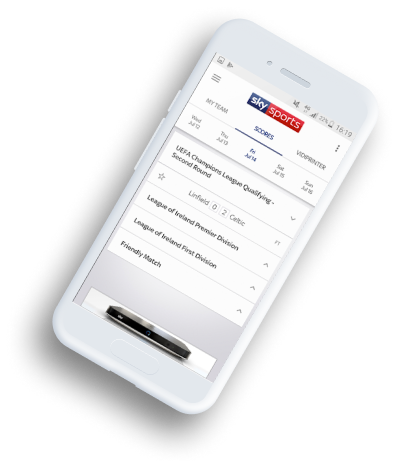 22% 16:19
sky sports
MY TEAM SCORES VIDIPRINTER
Wed Thu Fri Sat Sun
Jul 12 Jul 13 Jul 14 Jul 15 Jul 16
UEFA Champions League Qualifying -
Second Round
Linfield 0 2 Celtic
FT
League of Ireland Premier Division
League of Ireland First Division
Friendly Match
sky